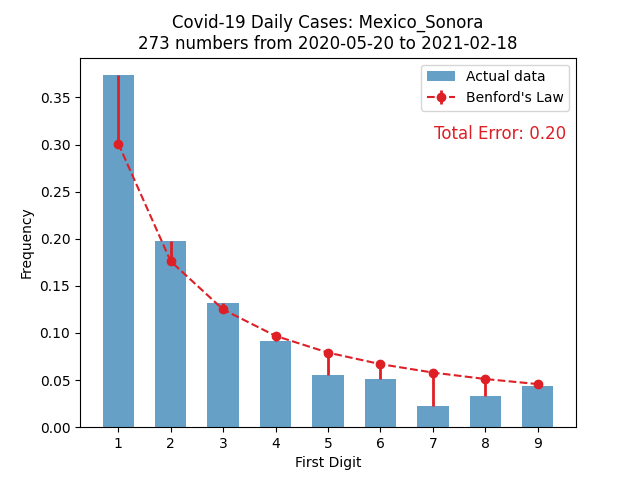 Covid-19 Daily Cases: Mexico_Sonora
273 numbers from 2020-05-20 to 2021-02-18
Actual data
Benford's Law
Total Error: 0.20
Frequency
0.35
0.30
0.25
0.20
0.15
0.10
0.05
0.00
1 2 3 4 5 6 7 8 9
First Digit